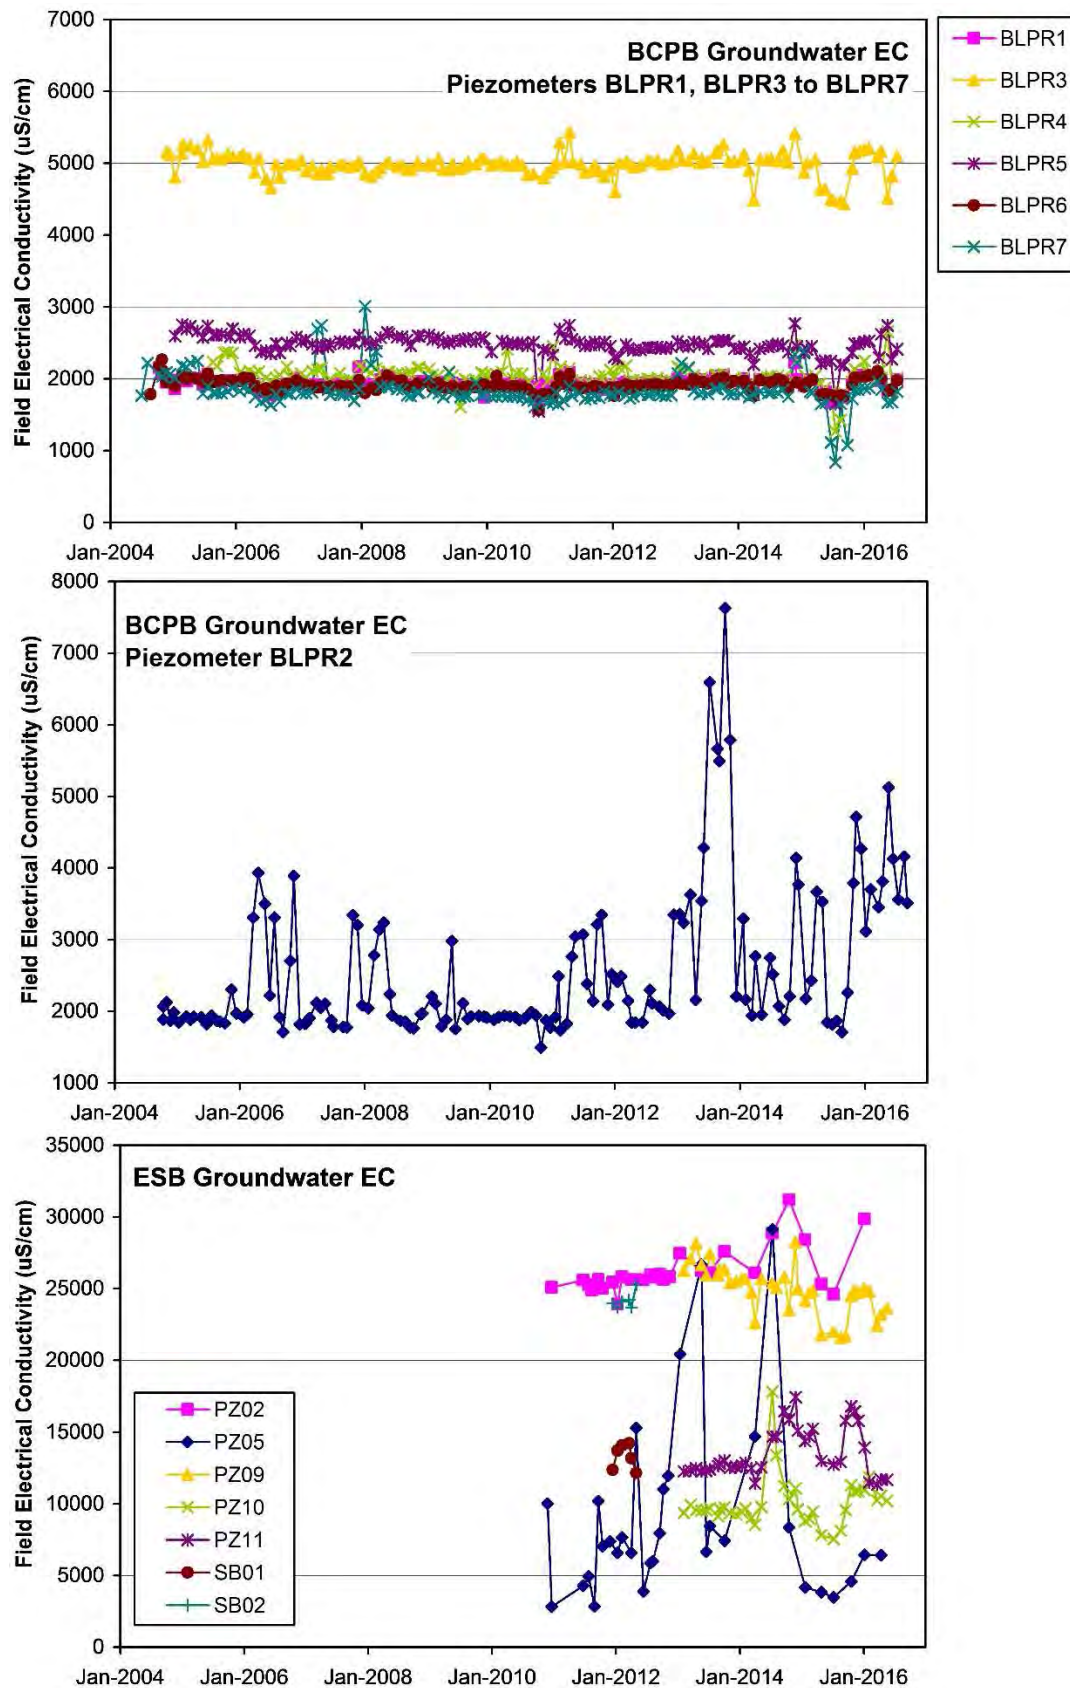 BCPB Groundwater EC
Piezometers BLPR1, BLPR3 to BLPR7
Field Electrical Conductivity (uS/cm)
7000
6000
5000
4000
3000
2000
1000
0
Jan-2004 Jan-2006 Jan-2008 Jan-2010 Jan-2012 Jan-2014 Jan-2016
BLPR1
BLPR3
BLPR4
BLPR5
BLPR6
BLPR7
BCPB Groundwater EC
Piezometer BLPR2
Field Electrical Conductivity (uS/cm)
8000
7000
6000
5000
4000
3000
2000
1000
Jan-2004 Jan-2006 Jan-2008 Jan-2010 Jan-2012 Jan-2014 Jan-2016
ESB Groundwater EC
Field Electrical Conductivity (uS/cm)
35000
30000
25000
20000
15000
10000
5000
0
PZ02
PZ05
PZ09
PZ10
PZ11
SB01
SB02
Jan-2004 Jan-2006 Jan-2008 Jan-2010 Jan-2012 Jan-2014 Jan-2016